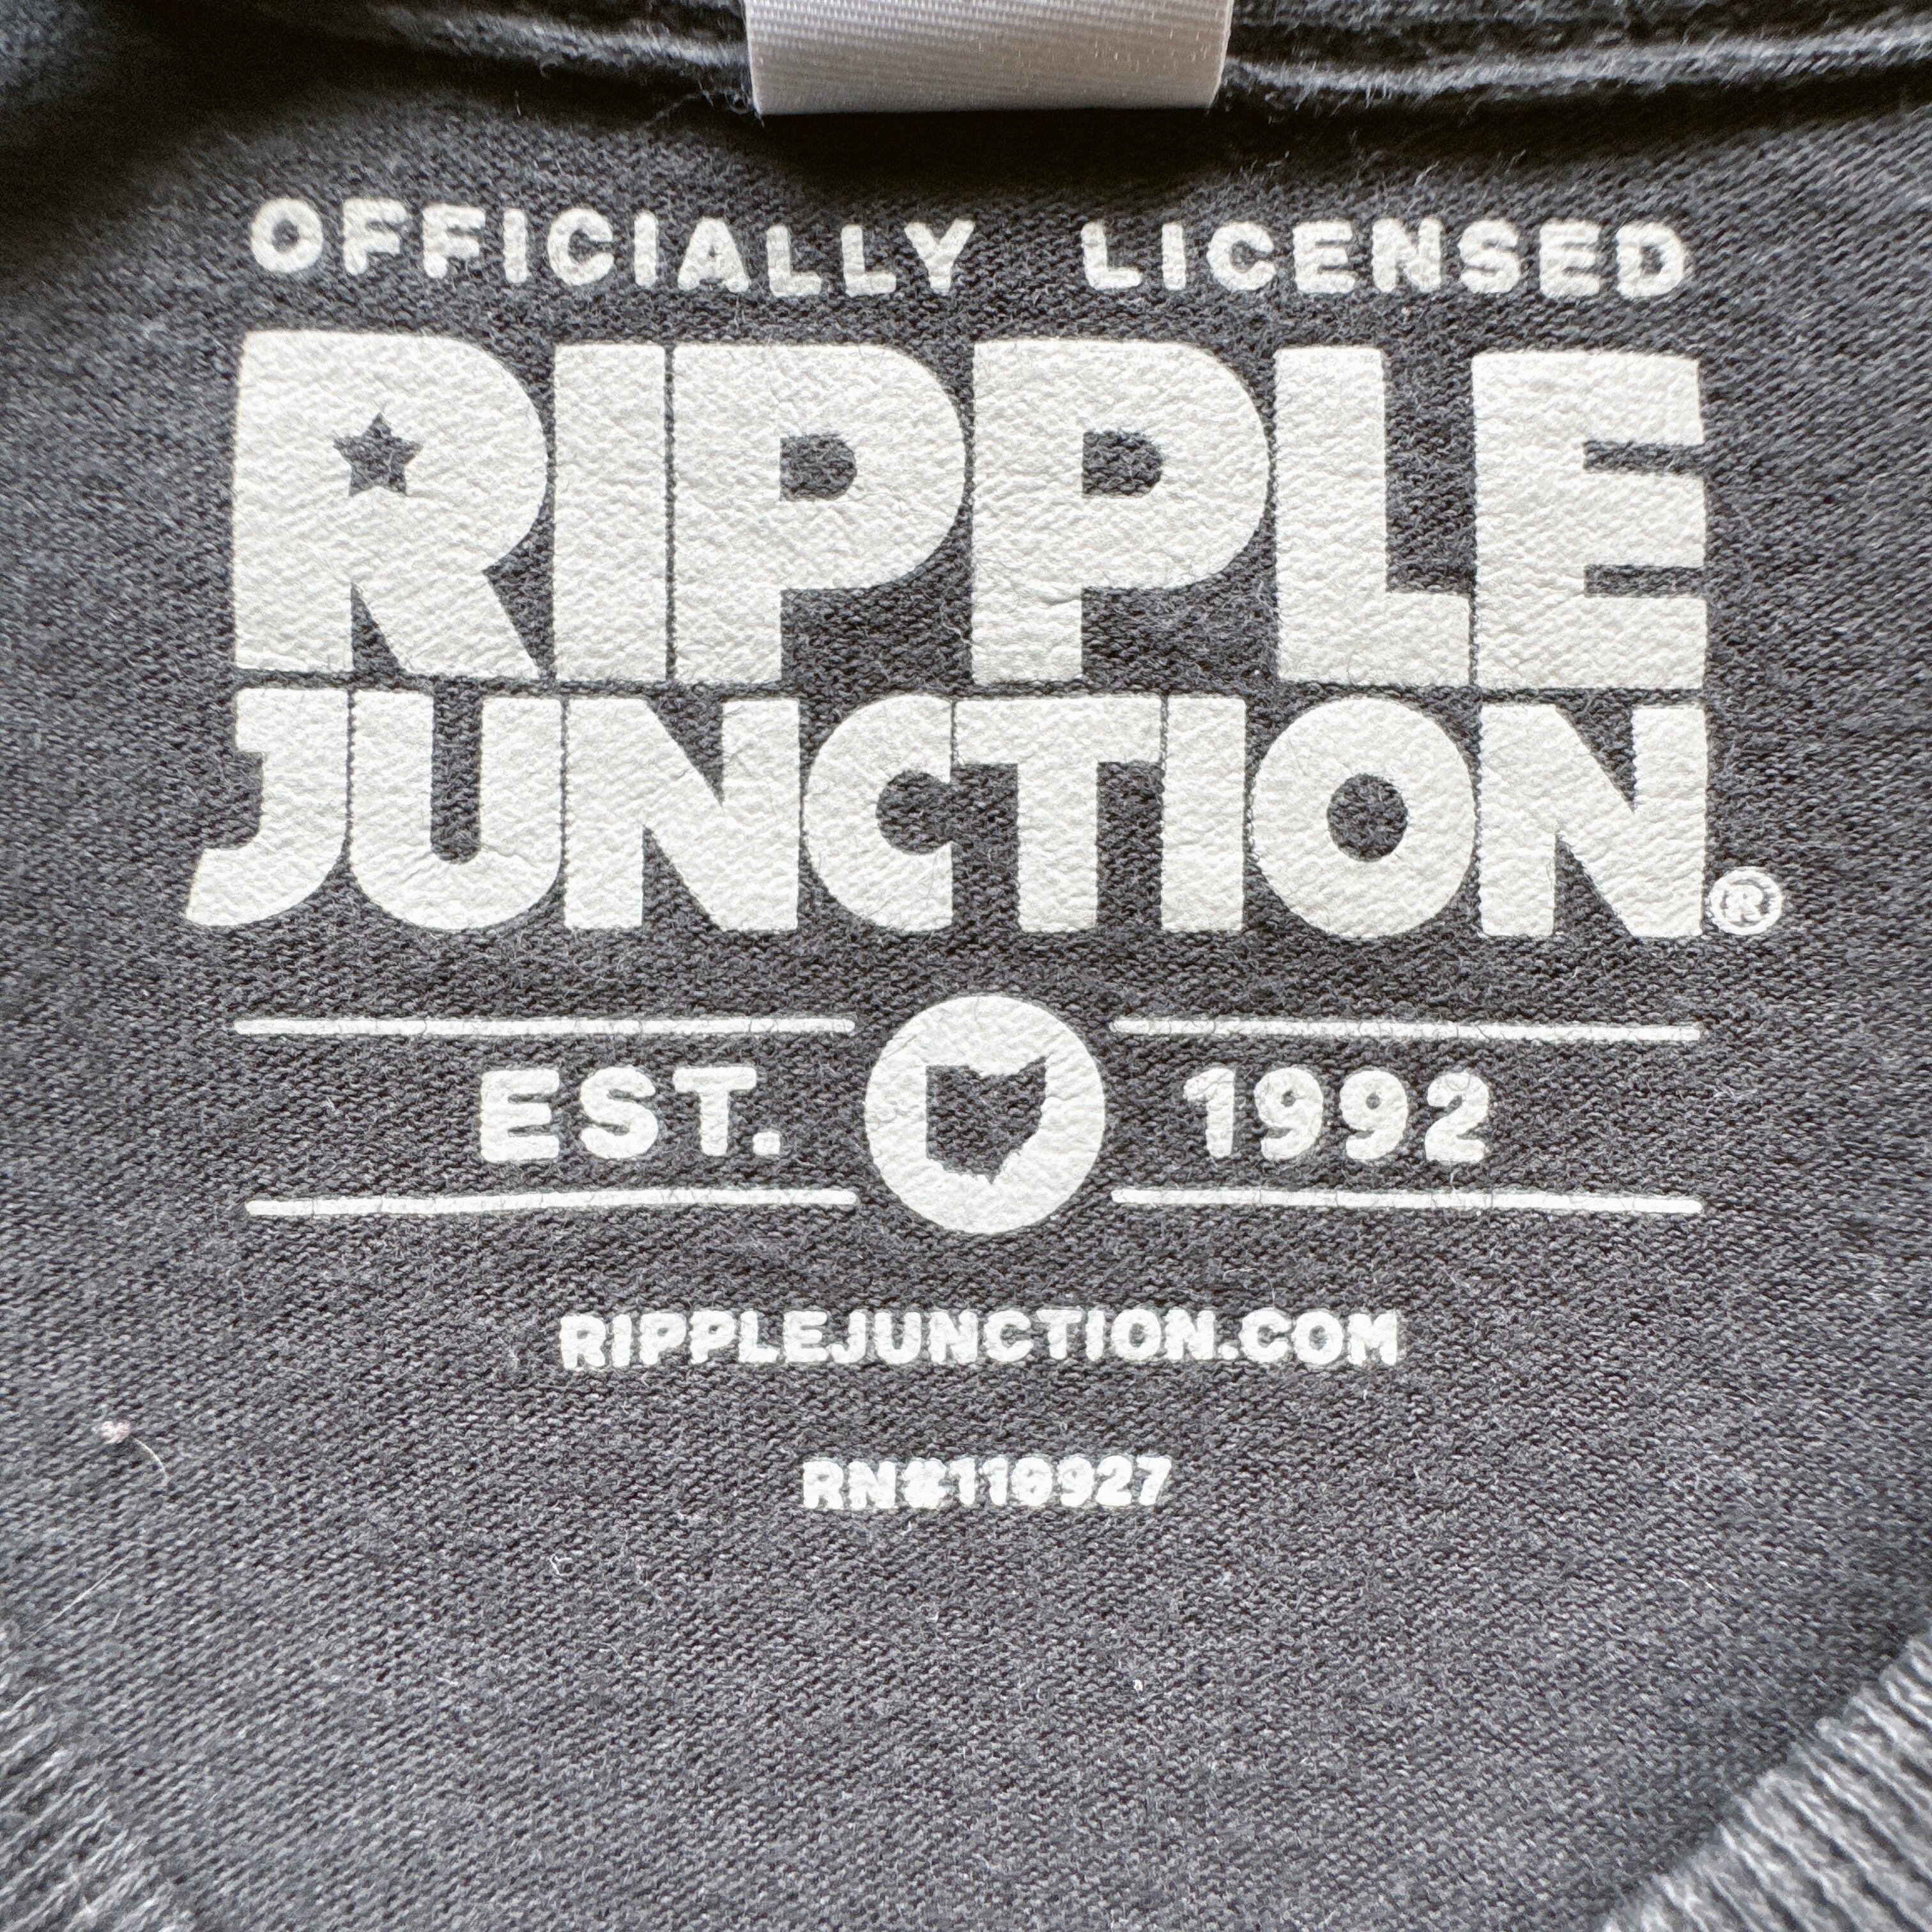 OFFICIALLY LICENSED
RIPPLE
JUNCTION®
EST. 1992
RIPPLEJUNCTION.COM
RN#119927